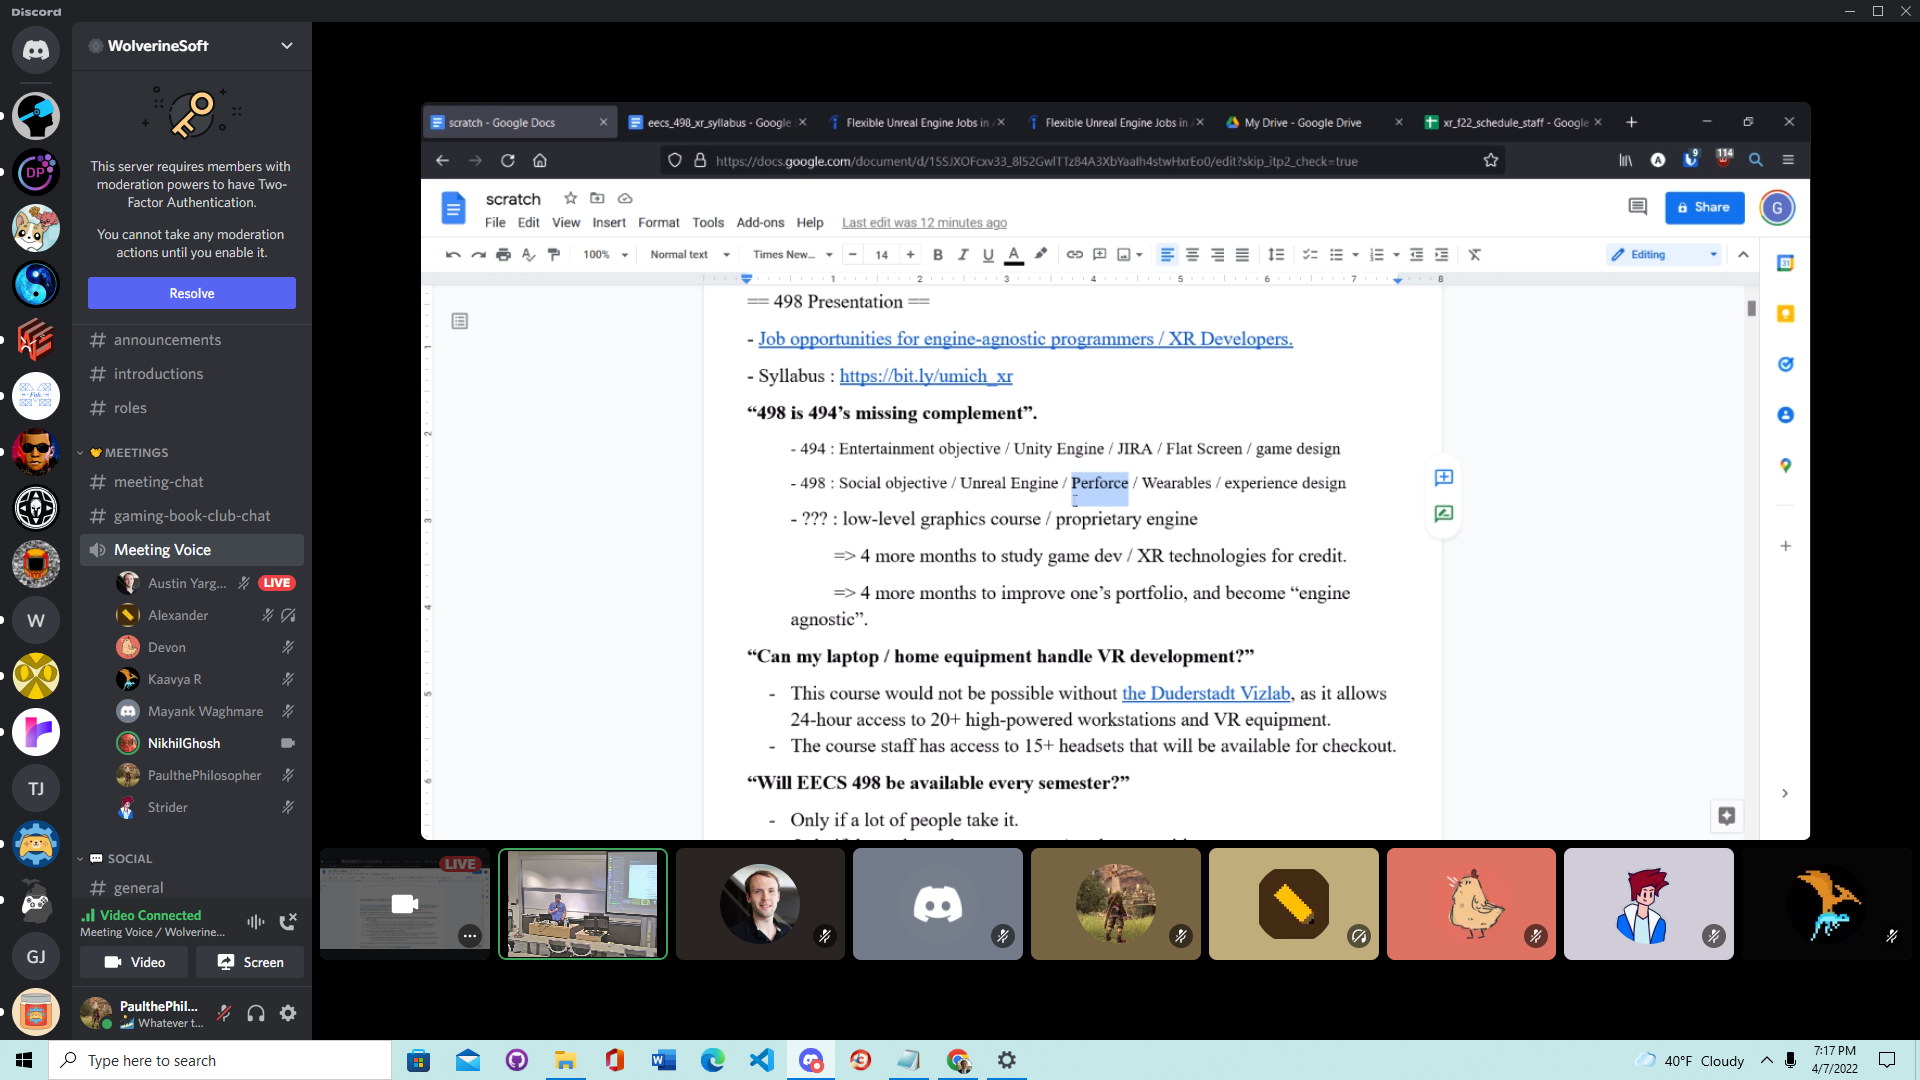 Discord
WolverineSoft
This server requires members with
moderation powers to have Two-
Factor Authentication.
You cannot take any moderation
actions until you enable it.
Resolve
announcements
introductions
roles
MEETINGS
meeting-chat
gaming-book-club-chat
Meeting Voice
Austin Yarg... LIVE
Alexander
Devon
Kaavya R
Mayank Waghmare
NikhilGhosh
PaulthePhilosopher
Strider
SOCIAL
general
Video Connected
Meeting Voice / Wolverine...
Video Screen
PaulthePhil...
Whatever t...
DP
W
TJ
GJ
scratch - Google Docs
eecs_498_xr_syllabus - Google
Flexible Unreal Engine Jobs in
Flexible Unreal Engine Jobs in
My Drive - Google Drive
xr_f22_schedule_staff - Google
9
114
scratch
File Edit View Insert Format Tools Add-ons Help Last edit was 12 minutes ago
Share
G
100% Normal text Times New... 14 Editing
1 2 3 4 5 6 7 8
== 498 Presentation ==
- Job opportunities for engine-agnostic programmers / XR Developers.
- Syllabus : https://bit.ly/umich_xr
“498 is 494’s missing complement”.
- 494 : Entertainment objective / Unity Engine / JIRA / Flat Screen / game design
- 498 : Social objective / Unreal Engine / Perforce / Wearables / experience design
- ??? : low-level graphics course / proprietary engine
=> 4 more months to study game dev / XR technologies for credit.
=> 4 more months to improve one’s portfolio, and become “engine
agnostic”.
“Can my laptop / home equipment handle VR development?”
- This course would not be possible without the Duderstadt Vizlab, as it allows
24-hour access to 20+ high-powered workstations and VR equipment.
- The course staff has access to 15+ headsets that will be available for checkout.
“Will EECS 498 be available every semester?”
- Only if a lot of people take it.
LIVE
Type here to search
40°F Cloudy
7:17 PM
4/7/2022